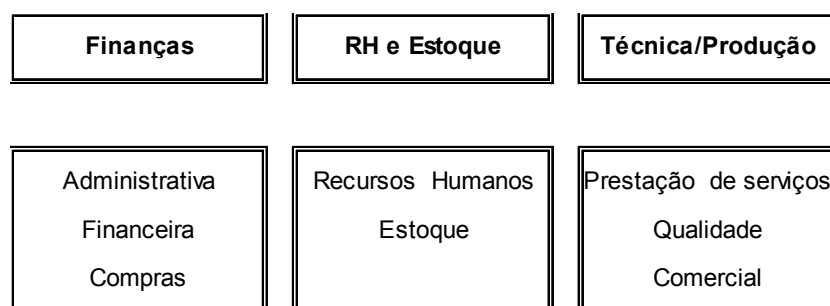 Finanças
RH e Estoque
Técnica/Produção
Administrativa
Financeira
Compras
Recursos Humanos
Estoque
Prestação de serviços
Qualidade
Comercial